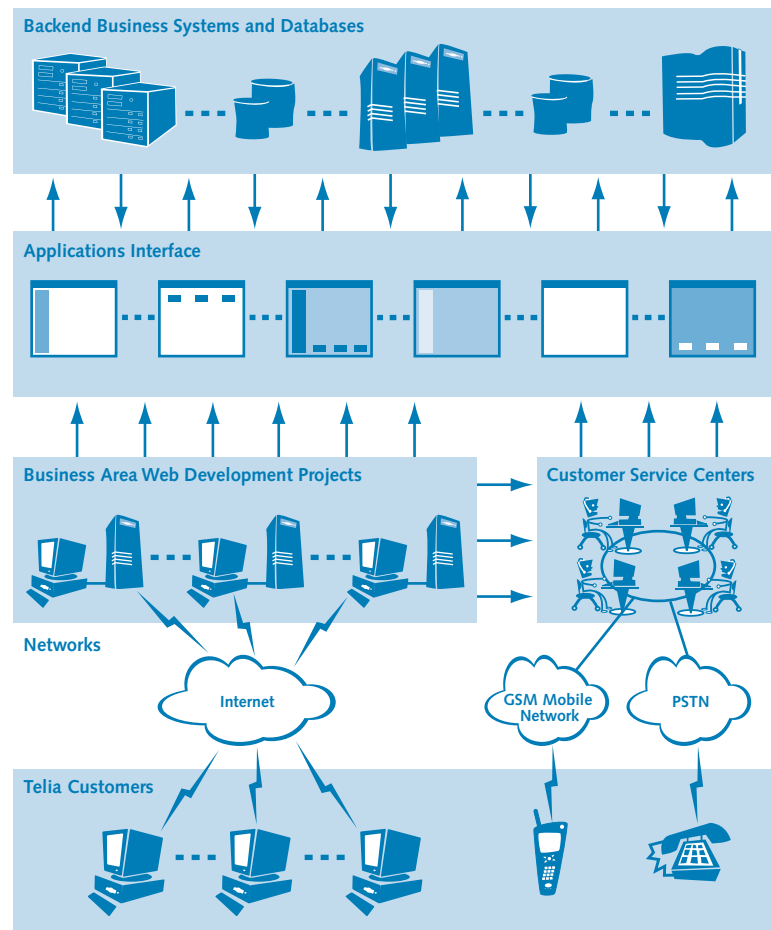 Backend Business Systems and Databases
Applications Interface
Business Area Web Development Projects
Customer Service Centers
Networks
Internet
GSM Mobile
Network
PSTN
Telia Customers